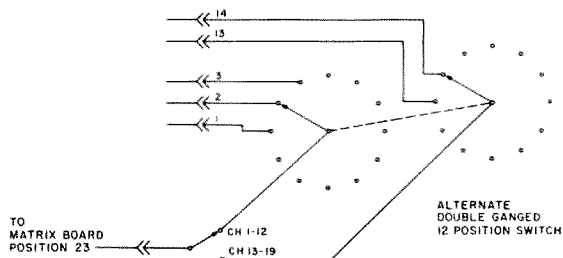 14
13
3
2
1
CH 1-12
TO
MATRIX BOARD
POSITION 23
CH 13-19
ALTERNATE
DOUBLE GANGED
12 POSITION SWITCH